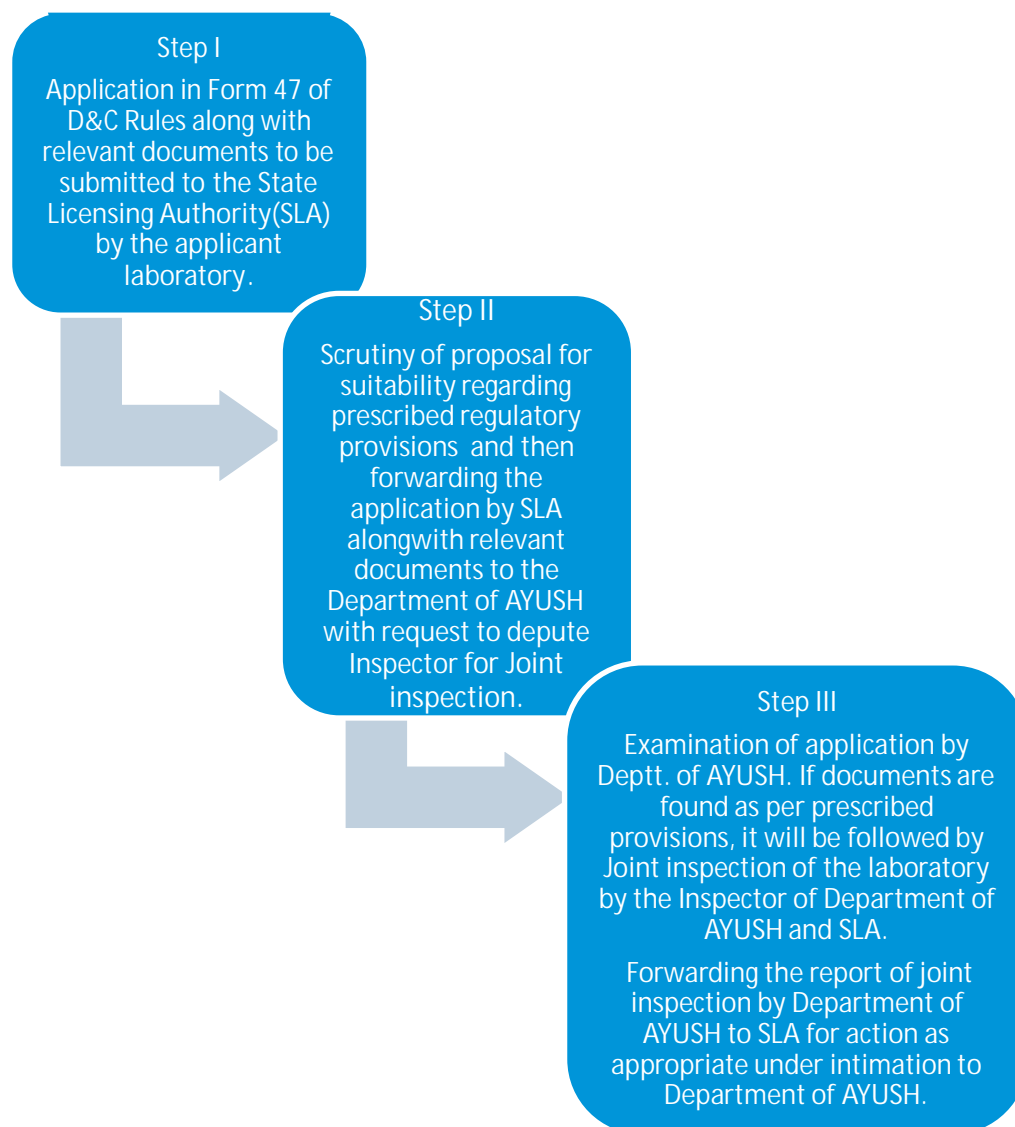 Step I
Application in Form 47 of
D&C Rules along with
relevant documents to be
submitted to the State
Licensing Authority(SLA)
by the applicant
laboratory.
Step II
Scrutiny of proposal for
suitability regarding
prescribed regulatory
provisions and then
forwarding the
application by SLA
alongwith relevant
documents to the
Department of AYUSH
with request to depute
Inspector for Joint
inspection.
Step III
Examination of application by
Deptt. of AYUSH. If documents are
found as per prescribed
provisions, it will be followed by
Joint inspection of the laboratory
by the Inspector of Department of
AYUSH and SLA.
Forwarding the report of joint
inspection by Department of
AYUSH to SLA for action as
appropriate under intimation to
Department of AYUSH.